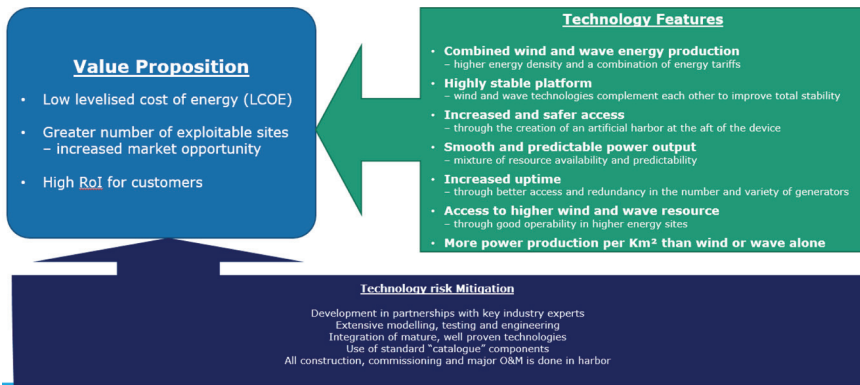 Value Proposition
• Low levelised cost of energy (LCOE)
• Greater number of exploitable sites
– increased market opportunity
• High RoI for customers
Technology Features
• Combined wind and wave energy production
– higher energy density and a combination of energy tariffs
• Highly stable platform
– wind and wave technologies complement each other to improve total stability
• Increased and safer access
– through the creation of an artificial harbor at the aft of the device
• Smooth and predictable power output
– mixture of resource availability and predictability
• Increased uptime
– through better access and redundancy in the number and variety of generators
• Access to higher wind and wave resource
– through good operability in higher energy sites
• More power production per Km² than wind or wave alone
Technology risk Mitigation
Development in partnerships with key industry experts
Extensive modelling, testing and engineering
Integration of mature, well proven technologies
Use of standard “catalogue” components
All construction, commissioning and major O&M is done in harbor